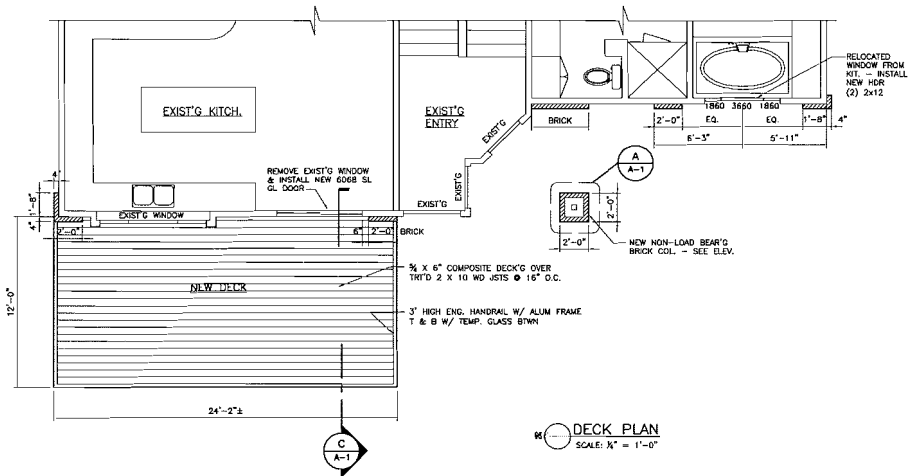 RELOCATED
WINDOW FROM
KIT. - INSTALL
NEW HDR
(2) 2x12
EXIST'G KITCH.
EXIST'G
ENTRY
EXIST'G
EXIST'G
BRICK
2'-0"
1860 3660 1860
EQ. EQ.
1'-8"
4"
6'-3"
5'-11"
A
A-1
REMOVE EXIST'G WINDOW
& INSTALL NEW 6068 SL
GL DOOR
4"
1'-8"
4"
EXIST'G WINDOW
EXIST'G
2'-0"
6"
2'-0"
BRICK
2'-0"
2'-0"
NEW NON-LOAD BEAR'G
BRICK COL. - SEE ELEV.
5/4 X 6" COMPOSITE DECK'G OVER
TRT'D 2 X 10 WD JSTS @ 16" O.C.
NEW DECK
12'-0"
3' HIGH ENG. HANDRAIL W/ ALUM FRAME
T & B W/ TEMP. GLASS BTWN
24'-2"±
C
A-1
DECK PLAN
SCALE: ¼" = 1'-0"